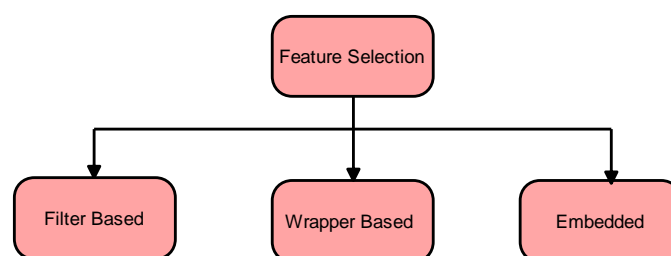 Feature Selection
Filter Based
Wrapper Based
Embedded